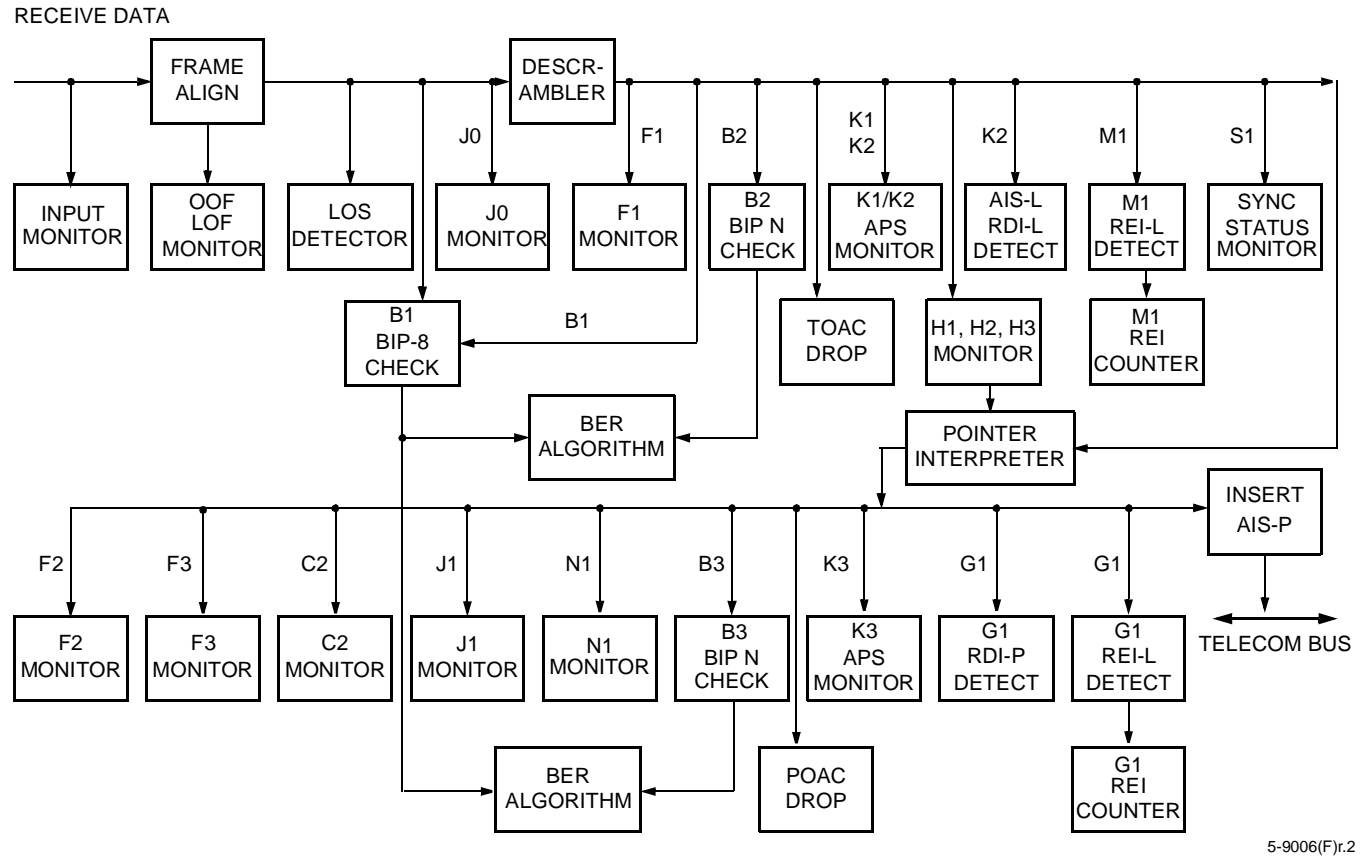 RECEIVE DATA
FRAME
ALIGN
DESCR-
AMBLER
J0
F1
B2
K1
K2
K2
M1
S1
INPUT
MONITOR
OOF
LOF
MONITOR
LOS
DETECTOR
J0
MONITOR
F1
MONITOR
B2
BIP N
CHECK
K1/K2
APS
MONITOR
AIS-L
RDI-L
DETECT
M1
REI-L
DETECT
SYNC
STATUS
MONITOR
B1
BIP-8
CHECK
B1
TOAC
DROP
H1, H2, H3
MONITOR
M1
REI
COUNTER
BER
ALGORITHM
POINTER
INTERPRETER
INSERT
AIS-P
F2
F3
C2
J1
N1
B3
K3
G1
G1
F2
MONITOR
F3
MONITOR
C2
MONITOR
J1
MONITOR
N1
MONITOR
B3
BIP N
CHECK
K3
APS
MONITOR
G1
RDI-P
DETECT
G1
REI-L
DETECT
TELECOM BUS
BER
ALGORITHM
POAC
DROP
G1
REI
COUNTER
5-9006(F)r.2